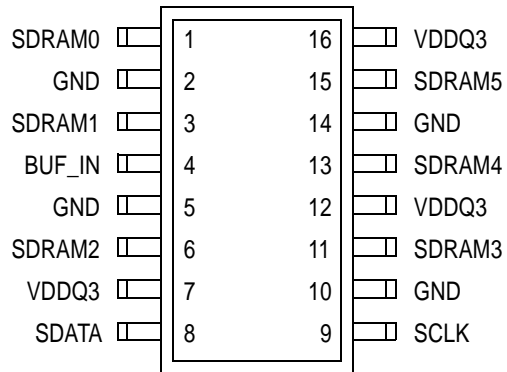 SDRAM0 1 16 VDDQ3
GND 2 15 SDRAM5
SDRAM1 3 14 GND
BUF_IN 4 13 SDRAM4
GND 5 12 VDDQ3
SDRAM2 6 11 SDRAM3
VDDQ3 7 10 GND
SDATA 8 9 SCLK